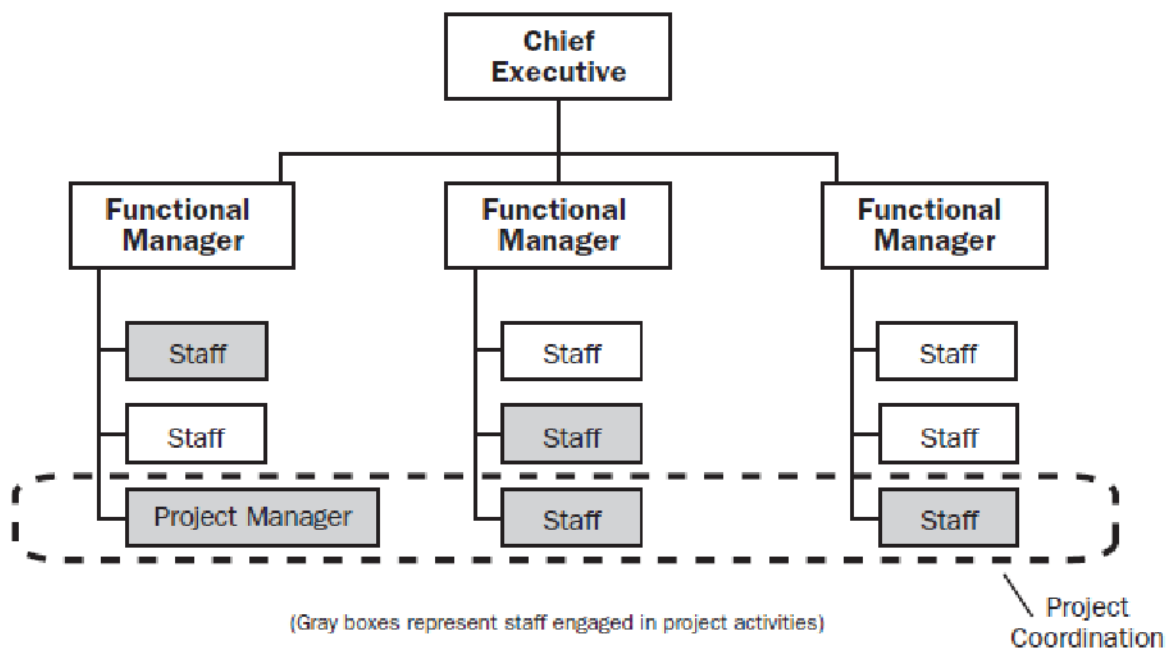 Chief
Executive
Functional
Manager
Functional
Manager
Functional
Manager
Staff
Staff
Staff
Staff
Staff
Staff
Project Manager
Staff
Staff
(Gray boxes represent staff engaged in project activities)
Project
Coordination